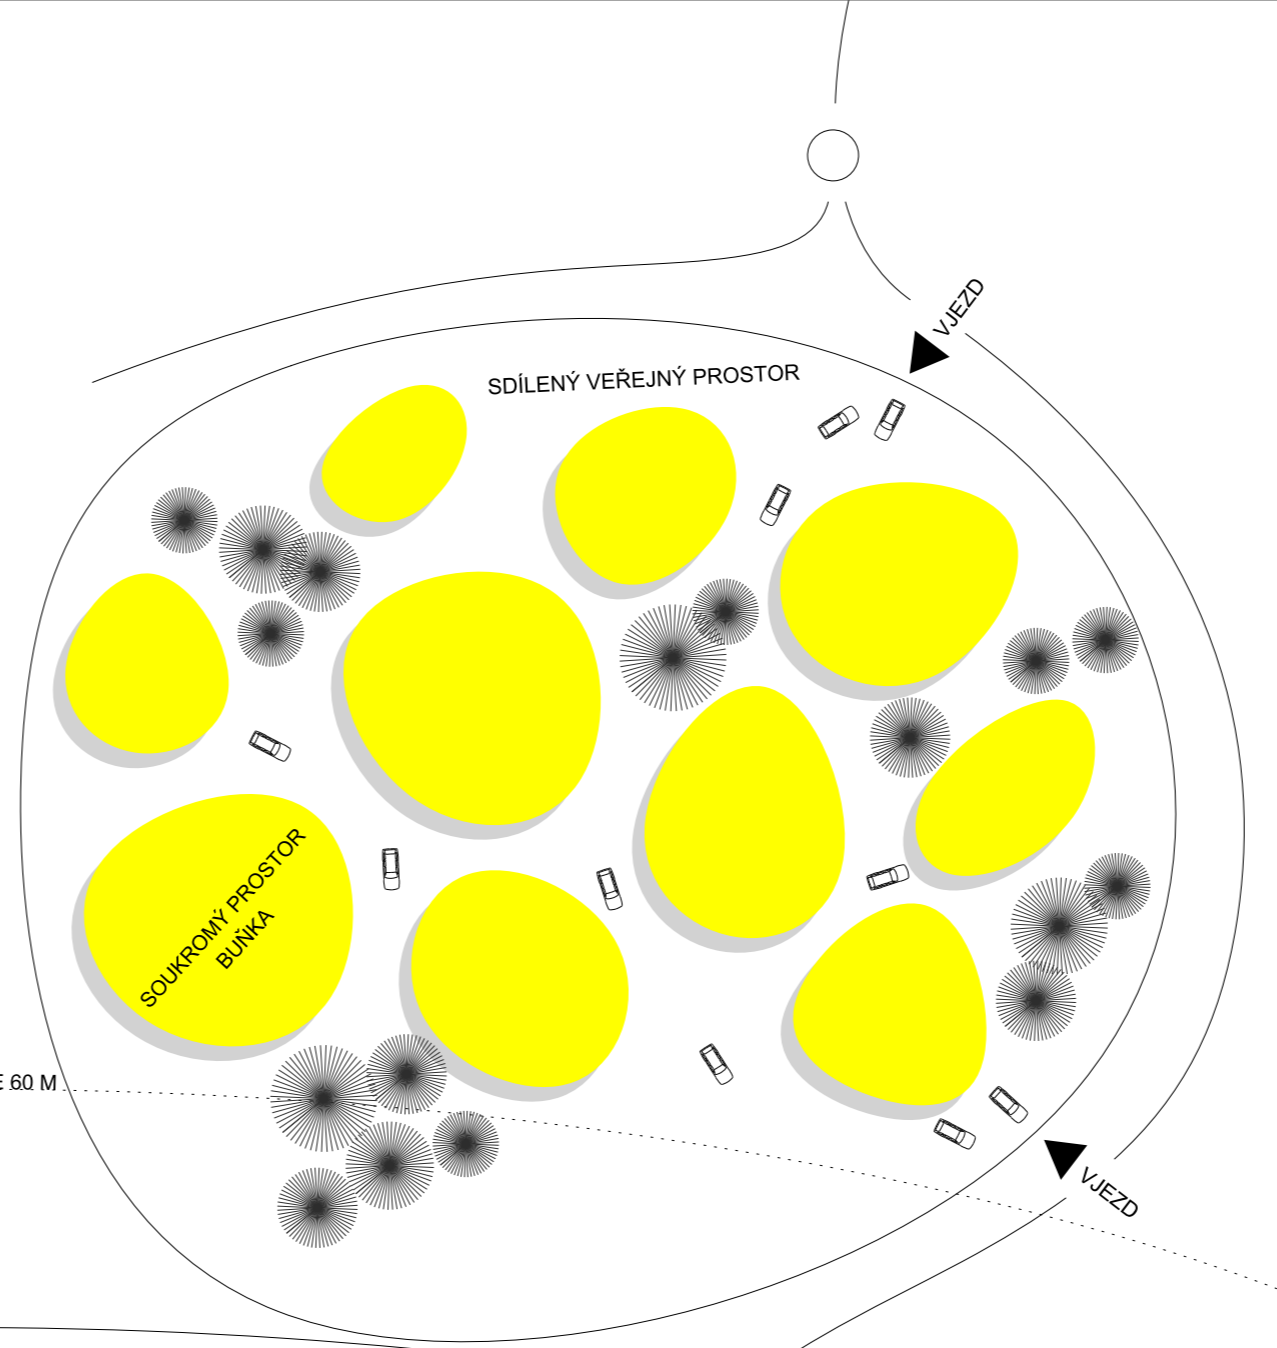 VJEZD
SDÍLENÝ VEŘEJNÝ PROSTOR
SOUKROMÝ PROSTOR
BUŇKA
E 60 M
VJEZD